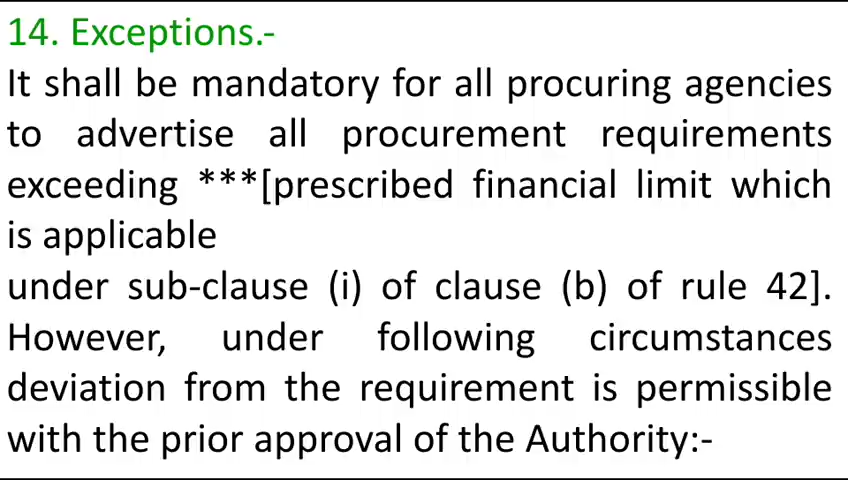 14. Exceptions.-
It shall be mandatory for all procuring agencies
to advertise all procurement requirements
exceeding ***[prescribed financial limit which
is applicable
under sub-clause (i) of clause (b) of rule 42].
However, under following circumstances
deviation from the requirement is permissible
with the prior approval of the Authority:-